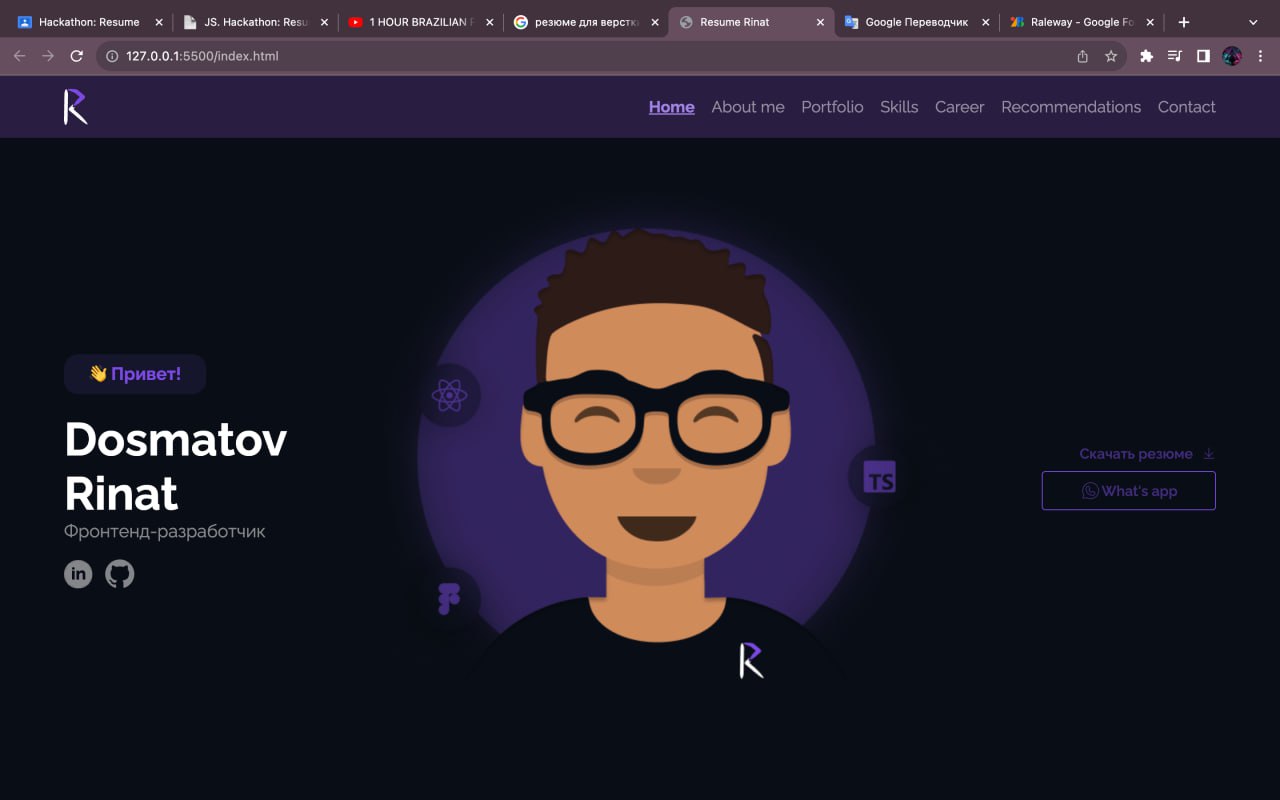 Hackathon: Resume
JS. Hackathon: Resu
1 HOUR BRAZILIAN
резюме для верстк
Resume Rinat
Google Переводчик
Raleway - Google Fo
127.0.0.1:5500/index.html
R
Home
About me
Portfolio
Skills
Career
Recommendations
Contact
👋 Привет!
Dosmatov
Rinat
Фронтенд-разработчик
in
TS
Скачать резюме
What's app
R